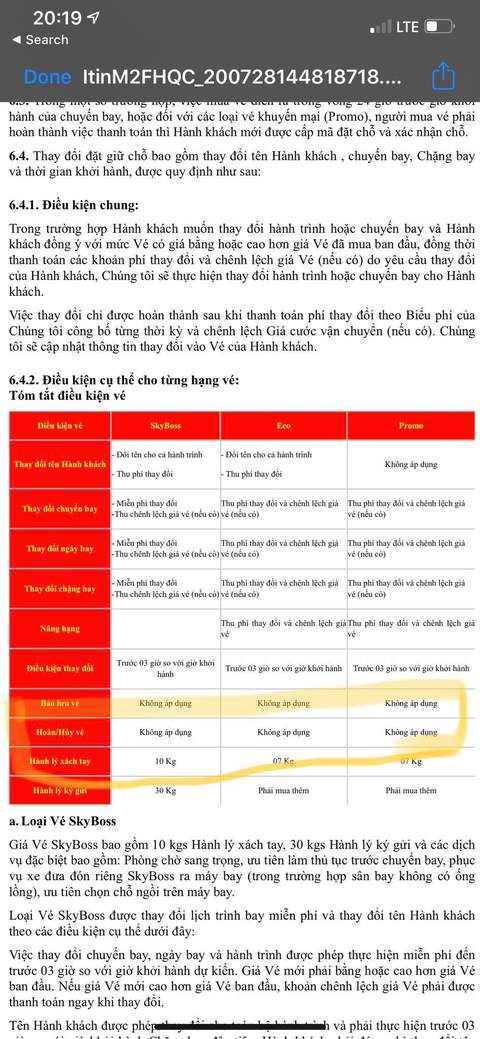 20:19
LTE
Search
Done ItinM2FHQC_200728144818718....
hành của chuyến bay, hoặc đối với các loại vé khuyến mại (Promo), người mua vé phải
hoàn thành việc thanh toán thì Hành khách mới được cấp mã đặt chỗ và xác nhận chỗ.
6.4. Thay đổi đặt giữ chỗ bao gồm thay đổi tên Hành khách , chuyến bay, Chặng bay
và thời gian khởi hành, được quy định như sau:
6.4.1. Điều kiện chung:
Trong trường hợp Hành khách muốn thay đổi hành trình hoặc chuyến bay và Hành
khách đồng ý với mức Vé có giá bằng hoặc cao hơn giá Vé đã mua ban đầu, đồng thời
thanh toán các khoản phí thay đổi và chênh lệch giá Vé (nếu có) do yêu cầu thay đổi
của Hành khách, Chúng tôi sẽ thực hiện thay đổi hành trình hoặc chuyến bay cho Hành
khách.
Việc thay đổi chỉ được hoàn thành sau khi thanh toán phí thay đổi theo Biểu phí của
Chúng tôi công bố từng thời kỳ và chênh lệch Giá cước vận chuyển (nếu có). Chúng
tôi sẽ cập nhật thông tin thay đổi vào Vé của Hành khách.
6.4.2. Điều kiện cụ thể cho từng hạng vé:
Tóm tắt điều kiện vé
Điều kiện vé SkyBoss Eco Promo
Thay đổi tên Hành khách
- Đổi tên cho cả hành trình
- Thu phí thay đổi
- Đổi tên cho cả hành trình
- Thu phí thay đổi
Không áp dụng
Thay đổi chuyến bay
- Miễn phí thay đổi
-Thu chênh lệch giá vé (nếu có)
Thu phí thay đổi và chênh lệch giá
vé (nếu có)
Thu phí thay đổi và chênh lệch giá
vé (nếu có)
Thay đổi ngày bay
- Miễn phí thay đổi
-Thu chênh lệch giá vé (nếu có)
Thu phí thay đổi và chênh lệch giá
vé (nếu có)
Thu phí thay đổi và chênh lệch giá
vé (nếu có)
Thay đổi chặng bay
- Miễn phí thay đổi
-Thu chênh lệch giá vé (nếu có)
Thu phí thay đổi và chênh lệch giá
vé (nếu có)
Thu phí thay đổi và chênh lệch giá
vé (nếu có)
Nâng hạng
Thu phí thay đổi và chênh lệch giá
vé
Thu phí thay đổi và chênh lệch giá
vé
Điều kiện thay đổi
Trước 03 giờ so với giờ khởi
hành
Trước 03 giờ so với giờ khởi hành
Trước 03 giờ so với giờ khởi hành
Bảo lưu vé Không áp dụng Không áp dụng Không áp dụng
Hoàn/Hủy vé Không áp dụng Không áp dụng Không áp dụng
Hành lý xách tay 10 Kg 07 Kg 07 Kg
Hành lý ký gửi 30 Kg Phải mua thêm Phải mua thêm
a. Loại Vé SkyBoss
Giá Vé SkyBoss bao gồm 10 kgs Hành lý xách tay, 30 kgs Hành lý ký gửi và các dịch
vụ đặc biệt bao gồm: Phòng chờ sang trọng, ưu tiên làm thủ tục trước chuyến bay, phục
vụ xe đưa đón riêng SkyBoss ra máy bay (trong trường hợp sân bay không có ống
lồng), ưu tiên chọn chỗ ngồi trên máy bay.
Loại Vé SkyBoss được thay đổi lịch trình bay miễn phí và thay đổi tên Hành khách
theo các điều kiện cụ thể dưới đây:
Việc thay đổi chuyến bay, ngày bay và hành trình được phép thực hiện miễn phí đến
trước 03 giờ so với giờ khởi hành dự kiến. Giá Vé mới phải bằng hoặc cao hơn giá Vé
ban đầu. Nếu giá Vé mới cao hơn giá Vé ban đầu, khoản chênh lệch giá Vé phải được
thanh toán ngay khi thay đổi.
Tên Hành khách được phép và phải thực hiện trước 03